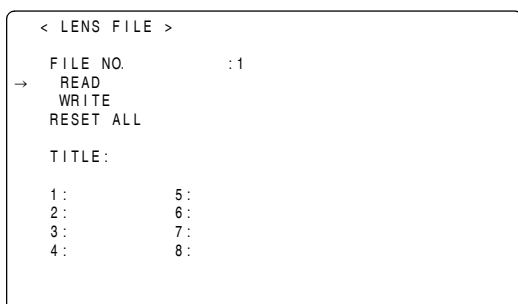 < LENS FILE >
FILE NO. :1
→ READ
WRITE
RESET ALL
TITLE:
1: 5:
2: 6:
3: 7:
4: 8: